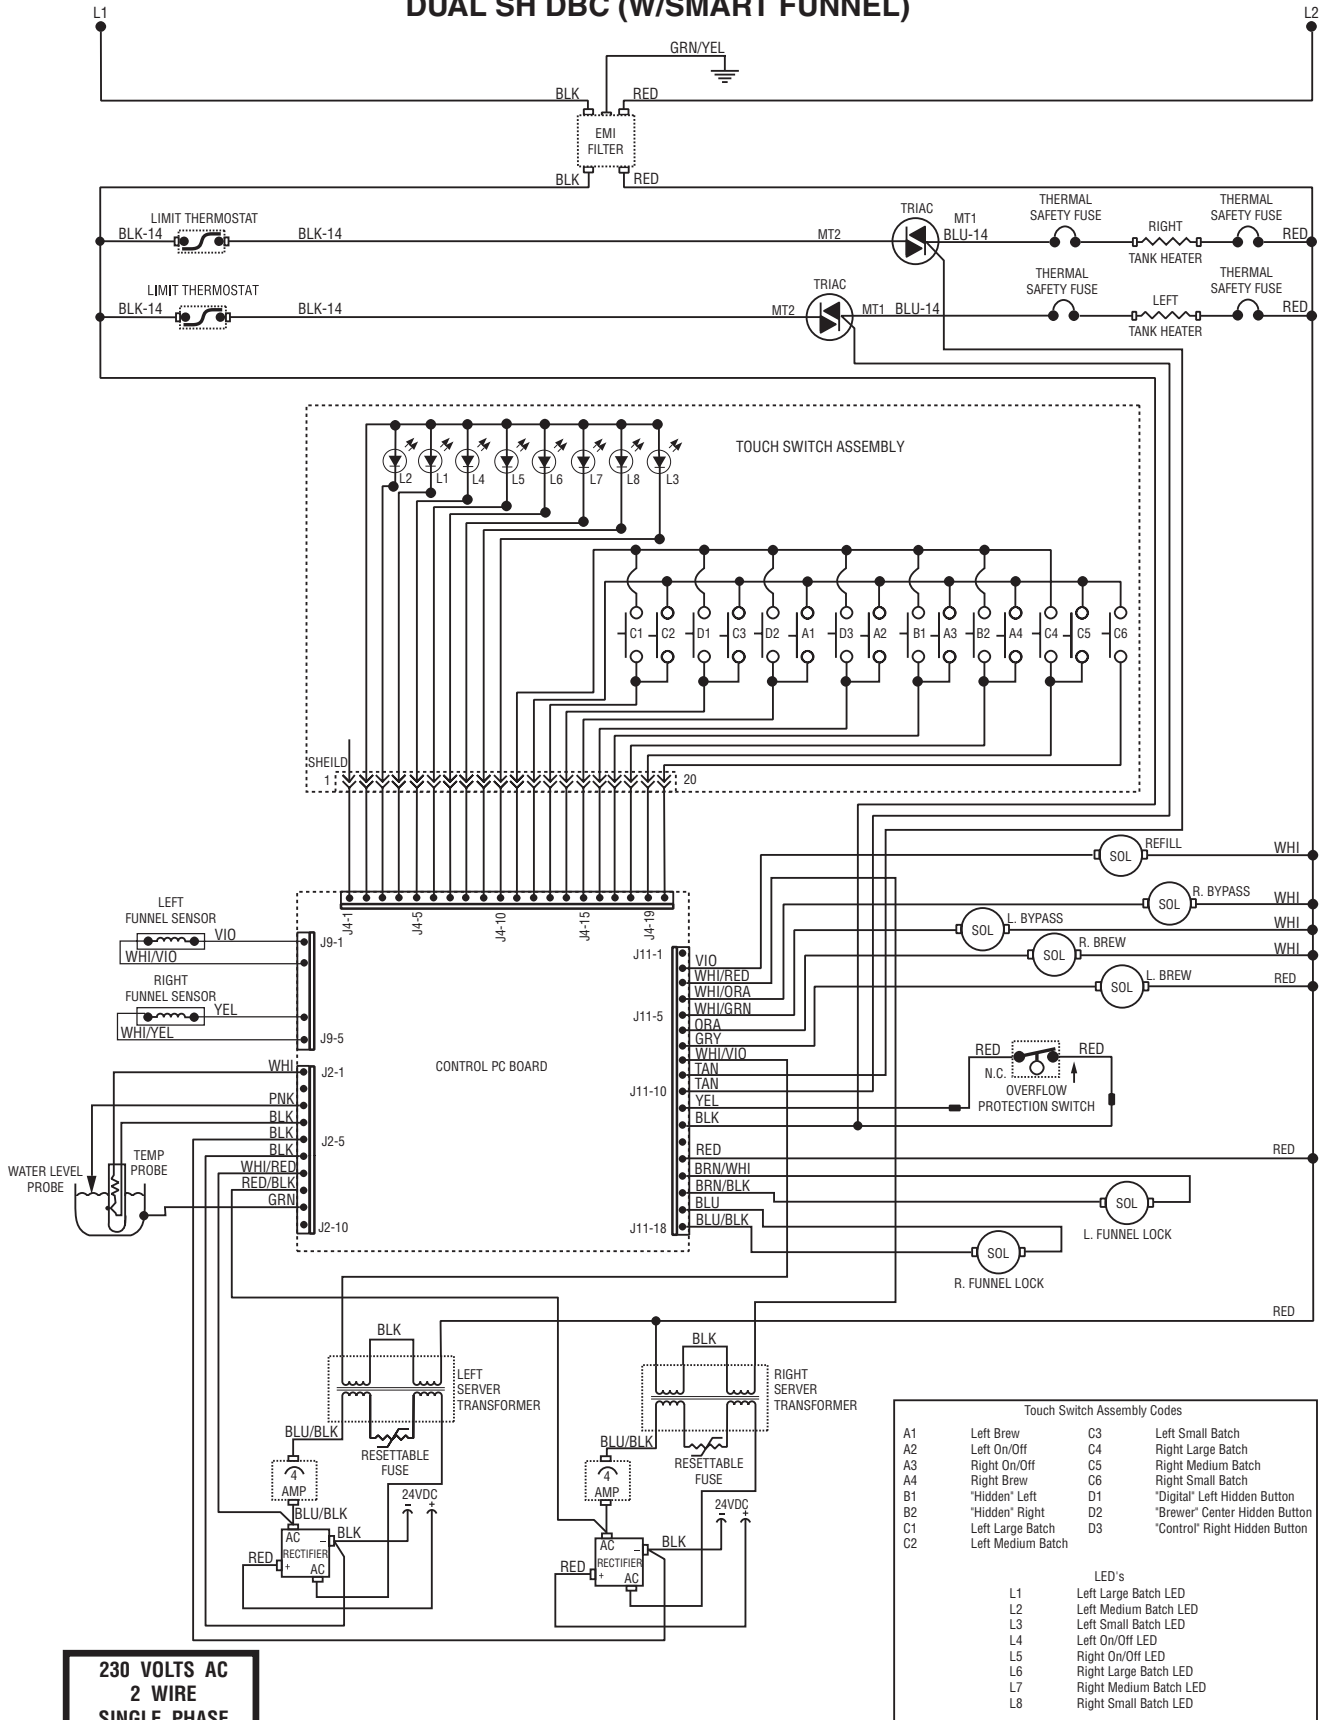 DUAL SH DBC (W/SMART FUNNEL)
L1
L2
GRN/YEL
BLK
RED
EMI
FILTER
BLK
RED
LIMIT THERMOSTAT
BLK-14
BLK-14
MT2
TRIAC
MT1
BLU-14
THERMAL
SAFETY FUSE
RIGHT
TANK HEATER
THERMAL
SAFETY FUSE
RED
LIMIT THERMOSTAT
BLK-14
BLK-14
MT2
TRIAC
MT1
BLU-14
THERMAL
SAFETY FUSE
LEFT
TANK HEATER
THERMAL
SAFETY FUSE
RED
TOUCH SWITCH ASSEMBLY
L2
L1
L4
L5
L6
L7
L8
L3
C1
C2
D1
C3
D2
A1
D3
A2
B1
A3
B2
A4
C4
C5
C6
SHEILD
1
20
J4-1
J4-5
J4-10
J4-15
J4-19
LEFT
FUNNEL SENSOR
VIO
WHI/VIO
J9-1
RIGHT
FUNNEL SENSOR
YEL
WHI/YEL
J9-5
CONTROL PC BOARD
WHI
J2-1
PNK
BLK
BLK
J2-5
BLK
WHI/RED
RED/BLK
GRN
J2-10
WATER LEVEL
PROBE
TEMP
PROBE
J11-1
VIO
WHI/RED
WHI/ORA
WHI/GRN
J11-5
ORA
GRY
WHI/VIO
TAN
TAN
J11-10
YEL
BLK
RED
BRN/WHI
BRN/BLK
BLU
BLU/BLK
J11-18
SOL
REFILL
WHI
SOL
R. BYPASS
WHI
SOL
L. BYPASS
WHI
SOL
R. BREW
WHI
SOL
L. BREW
RED
RED
RED
N.C.
OVERFLOW
PROTECTION SWITCH
RED
SOL
L. FUNNEL LOCK
SOL
R. FUNNEL LOCK
RED
BLK
LEFT
SERVER
TRANSFORMER
BLU/BLK
RESETTABLE
FUSE
4
AMP
BLU/BLK
24VDC
-
+
AC
-
BLK
RECTIFIER
RED
+
AC
BLK
RIGHT
SERVER
TRANSFORMER
BLU/BLK
RESETTABLE
FUSE
4
AMP
24VDC
-
+
AC
-
BLK
RECTIFIER
RED
+
AC
Touch Switch Assembly Codes
A1 Left Brew C3 Left Small Batch
A2 Left On/Off C4 Right Large Batch
A3 Right On/Off C5 Right Medium Batch
A4 Right Brew C6 Right Small Batch
B1 "Hidden" Left D1 "Digital" Left Hidden Button
B2 "Hidden" Right D2 "Brewer" Center Hidden Button
C1 Left Large Batch D3 "Control" Right Hidden Button
C2 Left Medium Batch
LED's
L1 Left Large Batch LED
L2 Left Medium Batch LED
L3 Left Small Batch LED
L4 Left On/Off LED
L5 Right On/Off LED
L6 Right Large Batch LED
L7 Right Medium Batch LED
L8 Right Small Batch LED
230 VOLTS AC
2 WIRE
SINGLE PHASE